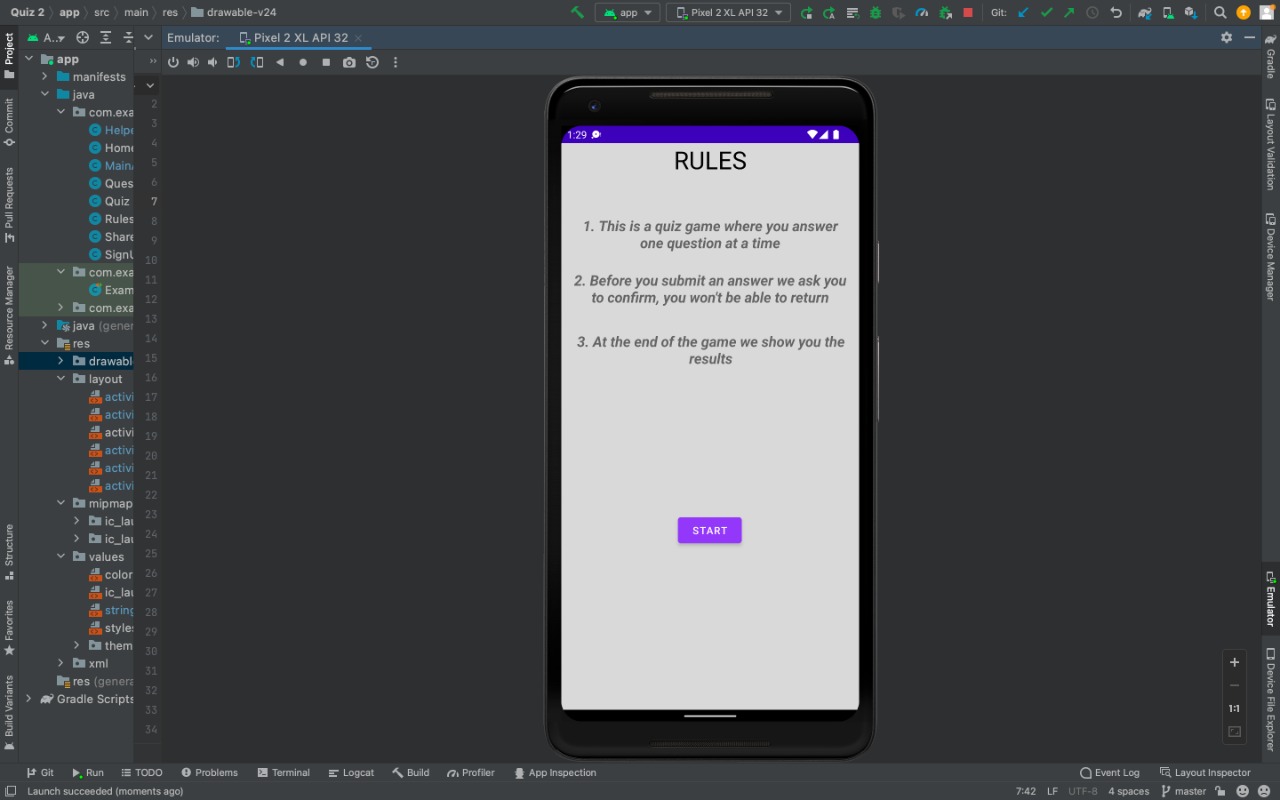 Quiz 2 app src main res drawable-v24
app Pixel 2 XL API 32 Git:
Emulator: Pixel 2 XL API 32
Project
Commit
Pull Requests
Resource Manager
Structure
Favorites
Build Variants
A...
app
manifests
java
com.exa
Helpe
Home
MainA
Ques
Quiz
Rules
Share
SignU
com.exa
Exam
com.exa
java (gener
res
drawabl
layout
activi
activi
activi
activi
activi
activi
mipmap
ic_lau
ic_lau
values
color
ic_lau
string
styles
them
xml
res (genera
Gradle Scripts
2
3
4
5
6
7
8
9
10
11
12
13
14
15
16
17
18
19
20
21
22
23
24
25
26
27
28
29
30
31
32
33
34
1:29
RULES
1. This is a quiz game where you answer
one question at a time
2. Before you submit an answer we ask you
to confirm, you won't be able to return
3. At the end of the game we show you the
results
START
Gradle
Layout Validation
Device Manager
Emulator
Device File Explorer
1:1
Git Run TODO Problems Terminal Logcat Build Profiler App Inspection Event Log Layout Inspector
Launch succeeded (moments ago) 7:42 LF UTF-8 4 spaces master